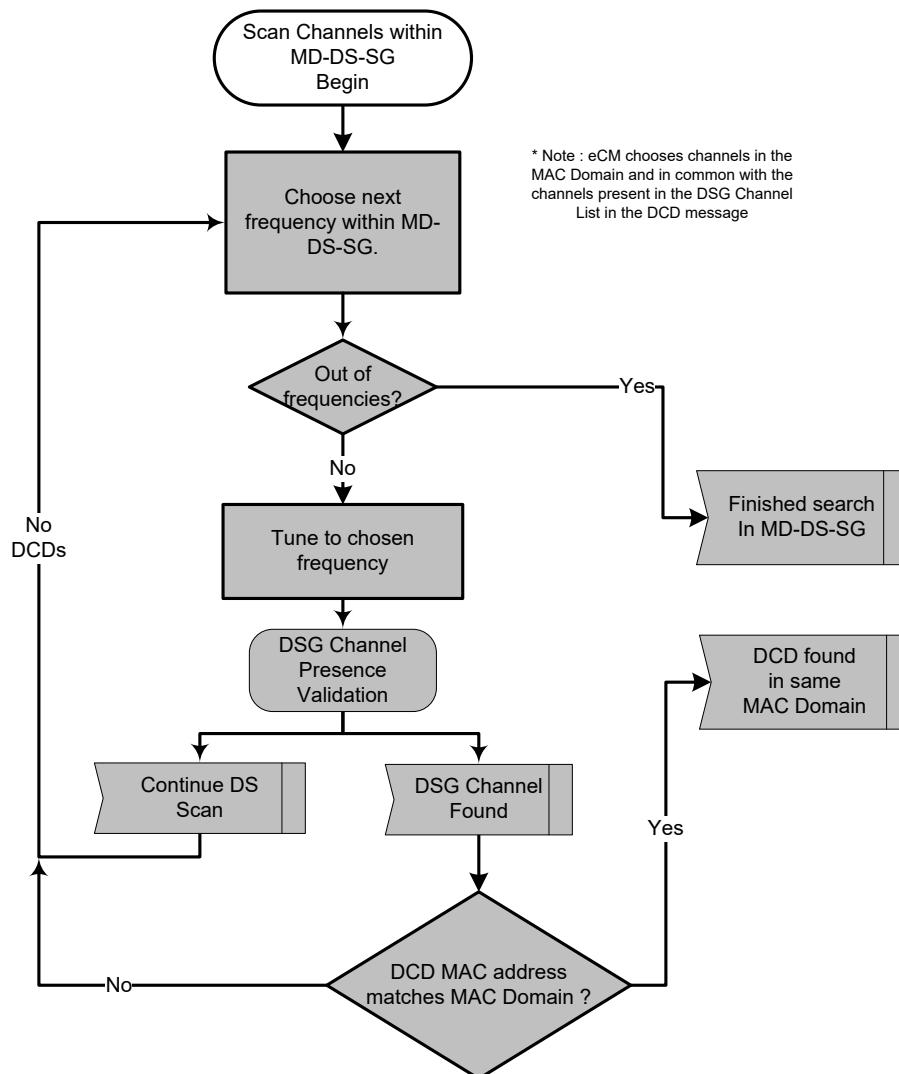 Scan Channels within
MD-DS-SG
Begin
* Note : eCM chooses channels in the
MAC Domain and in common with the
channels present in the DSG Channel
List in the DCD message
Choose next
frequency within MD-
DS-SG.
Out of
frequencies?
Yes
No
Finished search
In MD-DS-SG
No
DCDs
Tune to chosen
frequency
DSG Channel
Presence
Validation
DCD found
in same
MAC Domain
Continue DS
Scan
DSG Channel
Found
Yes
DCD MAC address
matches MAC Domain ?
No